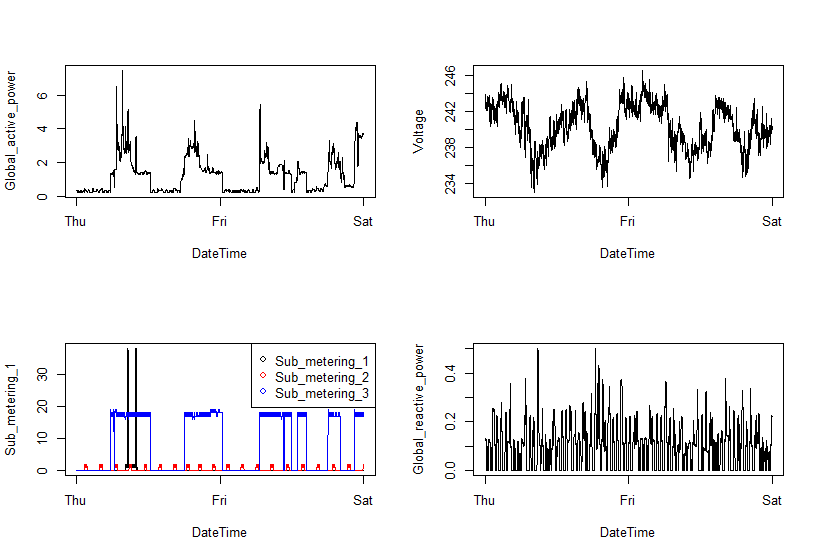 Global_active_power
0 2 4 6
Thu Fri Sat
DateTime
Voltage
234 238 242 246
Thu Fri Sat
DateTime
Sub_metering_1
0 10 20 30
Sub_metering_1
Sub_metering_2
Sub_metering_3
Thu Fri Sat
DateTime
Global_reactive_power
0.0 0.2 0.4
Thu Fri Sat
DateTime